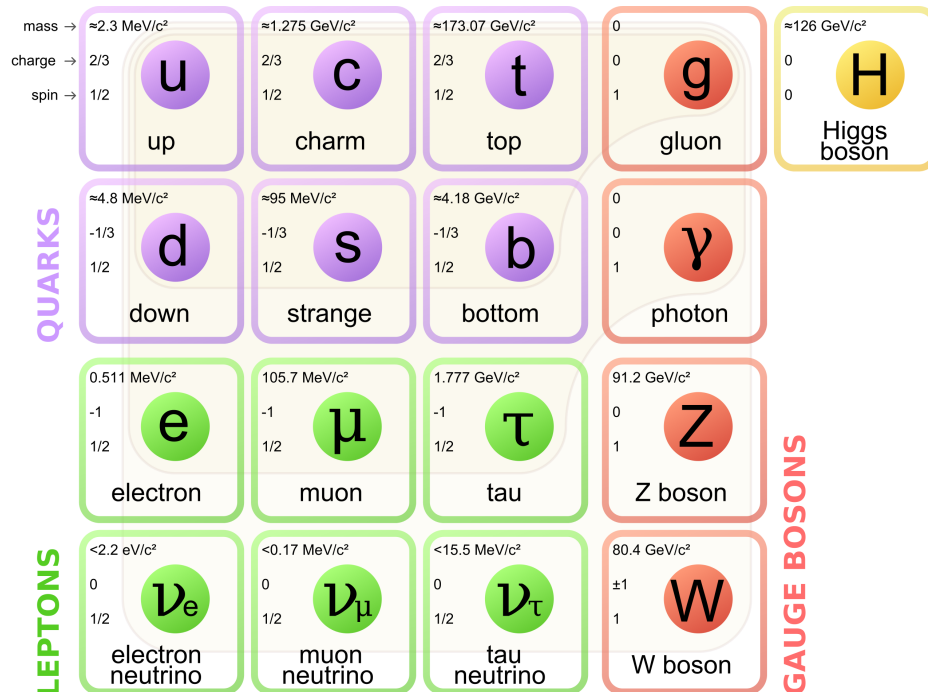 mass → ≈2.3 MeV/c²
charge → 2/3
spin → 1/2
u
up
≈1.275 GeV/c²
2/3
1/2
c
charm
≈173.07 GeV/c²
2/3
1/2
t
top
0
0
1
g
gluon
≈126 GeV/c²
0
0
H
Higgs
boson
QUARKS
≈4.8 MeV/c²
-1/3
1/2
d
down
≈95 MeV/c²
-1/3
1/2
s
strange
≈4.18 GeV/c²
-1/3
1/2
b
bottom
0
0
1
γ
photon
LEPTONS
0.511 MeV/c²
-1
1/2
e
electron
105.7 MeV/c²
-1
1/2
μ
muon
1.777 GeV/c²
-1
1/2
τ
tau
91.2 GeV/c²
0
1
Z
Z boson
GAUGE BOSONS
<2.2 eV/c²
0
1/2
νe
electron
neutrino
<0.17 MeV/c²
0
1/2
νμ
muon
neutrino
<15.5 MeV/c²
0
1/2
ντ
tau
neutrino
80.4 GeV/c²
±1
1
W
W boson